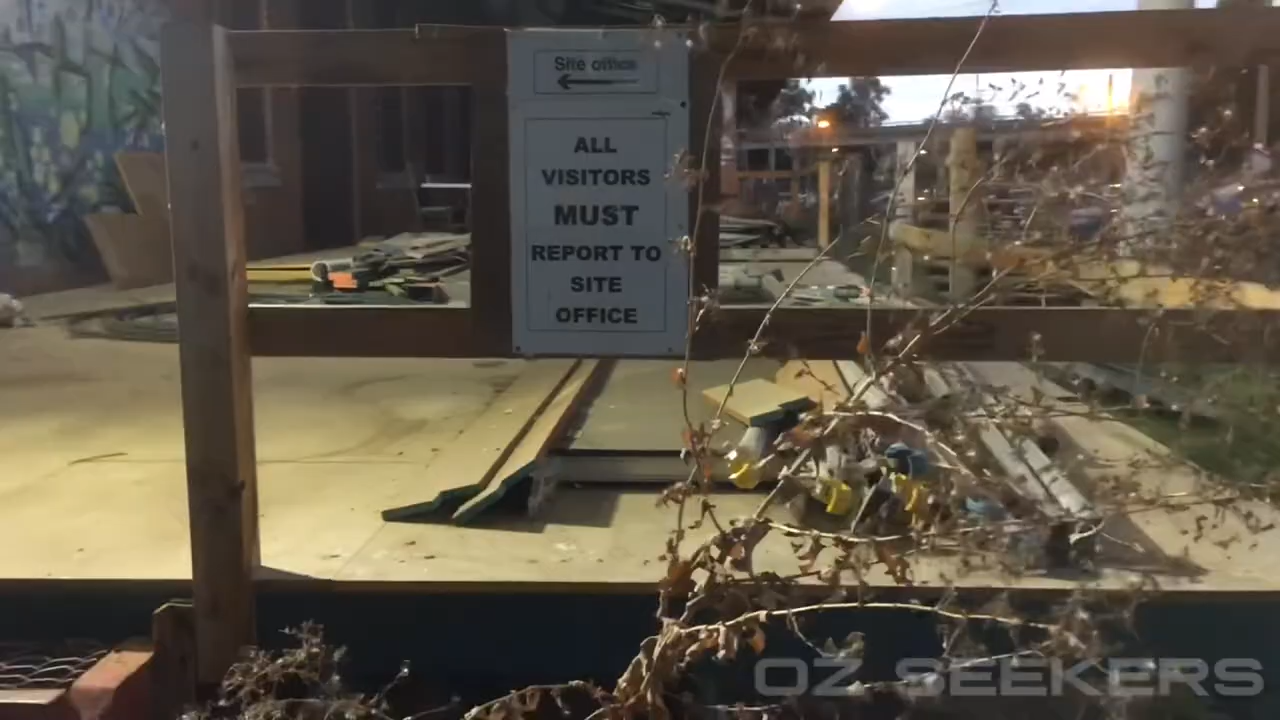 Site office
ALL
VISITORS
MUST
REPORT TO
SITE
OFFICE
OZ SEEKERS